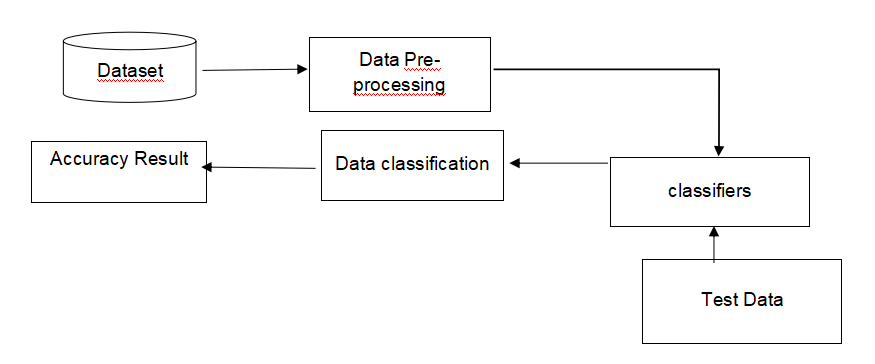 Dataset
Data Pre-
processing
Accuracy Result
Data classification
classifiers
Test Data